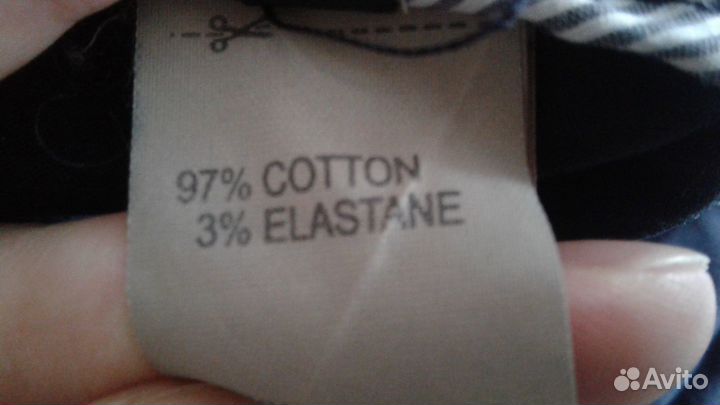 97% COTTON
3% ELASTANE
Avito